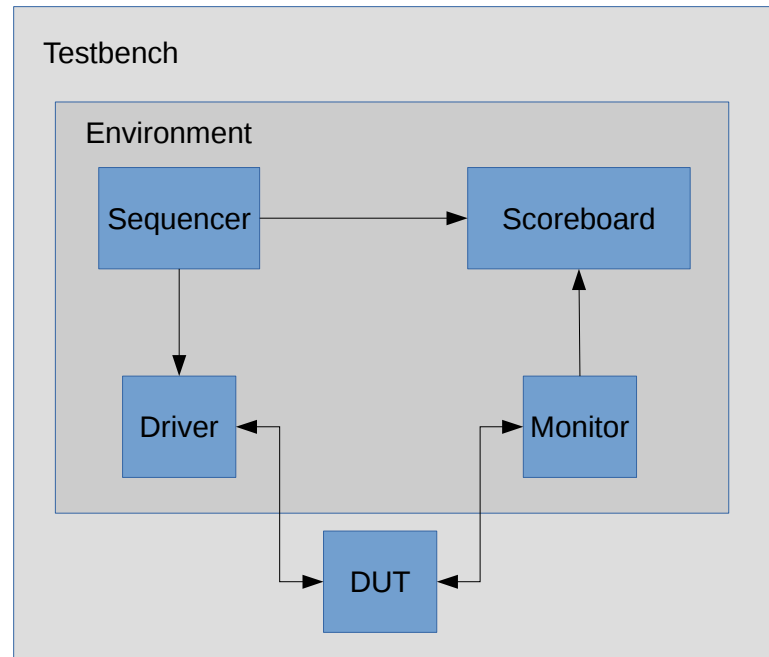 Testbench
Environment
Sequencer
Scoreboard
Driver
Monitor
DUT